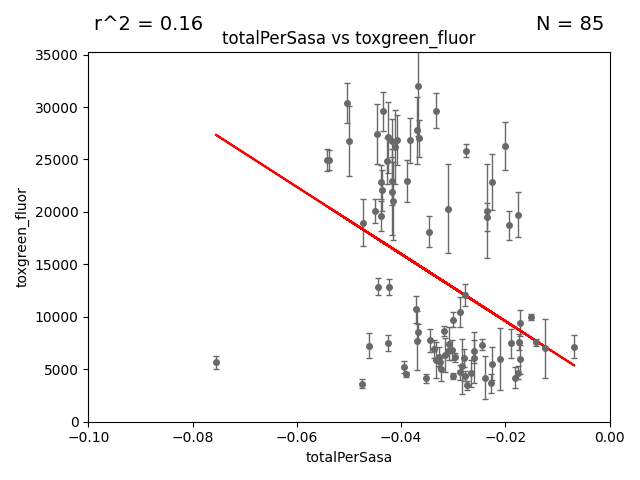 r^2 = 0.16
N = 85
totalPerSasa vs toxgreen_fluor
35000
30000
25000
20000
15000
10000
5000
0
toxgreen_fluor
−0.10
−0.08
−0.06
−0.04
−0.02
0.00
totalPerSasa